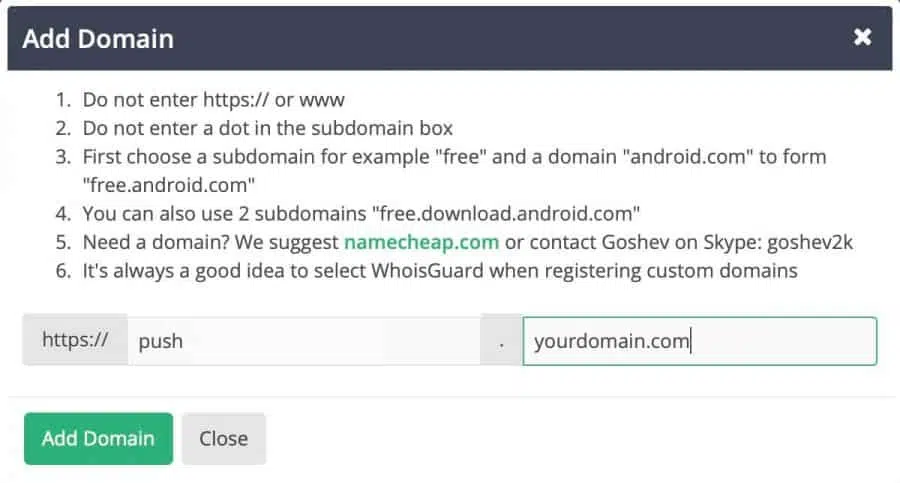 Add Domain ✖
1. Do not enter https:// or www
2. Do not enter a dot in the subdomain box
3. First choose a subdomain for example "free" and a domain "android.com" to form
"free.android.com"
4. You can also use 2 subdomains "free.download.android.com"
5. Need a domain? We suggest namecheap.com or contact Goshev on Skype: goshev2k
6. It's always a good idea to select WhoisGuard when registering custom domains
https:// push . yourdomain.com
Add Domain Close